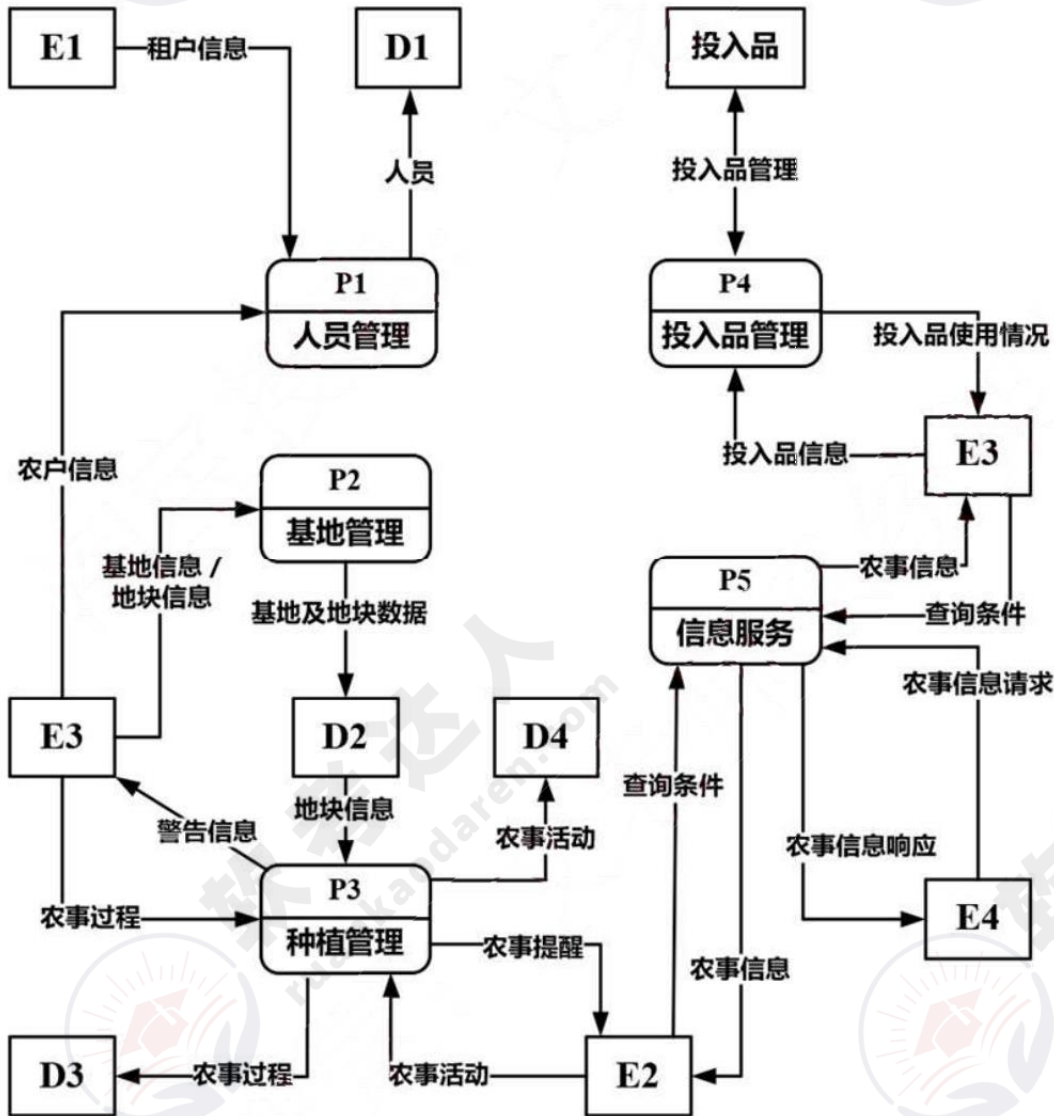 E1
租户信息
D1
投入品
人员
投入品管理
P1
人员管理
P4
投入品管理
投入品使用情况
农户信息
投入品信息
E3
P2
基地管理
基地信息 /
地块信息
农事信息
P5
信息服务
基地及地块数据
查询条件
农事信息请求
E3
D2
D4
查询条件
地块信息
警告信息
农事活动
农事信息响应
P3
种植管理
农事过程
农事提醒
E4
农事信息
D3
农事过程
农事活动
E2
软考达人
ruankaodaren.com